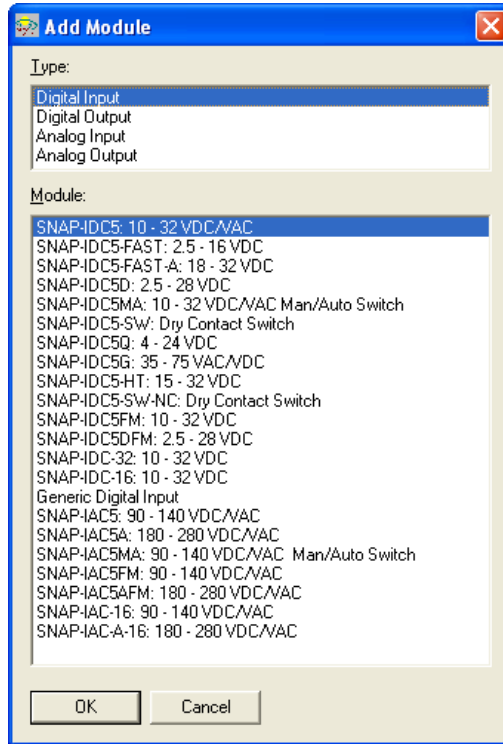 Add Module
Type:
Digital Input
Digital Output
Analog Input
Analog Output
Module:
SNAP-IDC5: 10 - 32 VDC/VAC
SNAP-IDC5-FAST: 2.5 - 16 VDC
SNAP-IDC5-FAST-A: 18 - 32 VDC
SNAP-IDC5D: 2.5 - 28 VDC
SNAP-IDC5MA: 10 - 32 VDC/VAC Man/Auto Switch
SNAP-IDC5-SW: Dry Contact Switch
SNAP-IDC5Q: 4 - 24 VDC
SNAP-IDC5G: 35 - 75 VAC/VDC
SNAP-IDC5-HT: 15 - 32 VDC
SNAP-IDC5-SW-NC: Dry Contact Switch
SNAP-IDC5FM: 10 - 32 VDC
SNAP-IDC5DFM: 2.5 - 28 VDC
SNAP-IDC-32: 10 - 32 VDC
SNAP-IDC-16: 10 - 32 VDC
Generic Digital Input
SNAP-IAC5: 90 - 140 VDC/VAC
SNAP-IAC5A: 180 - 280 VDC/VAC
SNAP-IAC5MA: 90 - 140 VDC/VAC  Man/Auto Switch
SNAP-IAC5FM: 90 - 140 VDC/VAC
SNAP-IAC5AFM: 180 - 280 VDC/VAC
SNAP-IAC-16: 90 - 140 VDC/VAC
SNAP-IAC-A-16: 180 - 280 VDC/VAC
OK Cancel